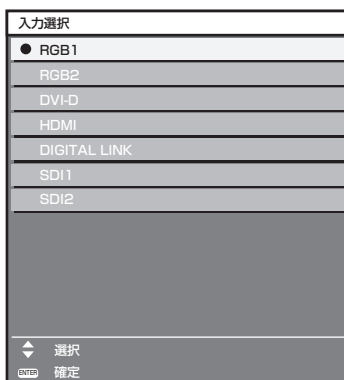 入力選択
● RGB1
RGB2
DVI-D
HDMI
DIGITAL LINK
SDI1
SDI2
選択
ENTER 確定